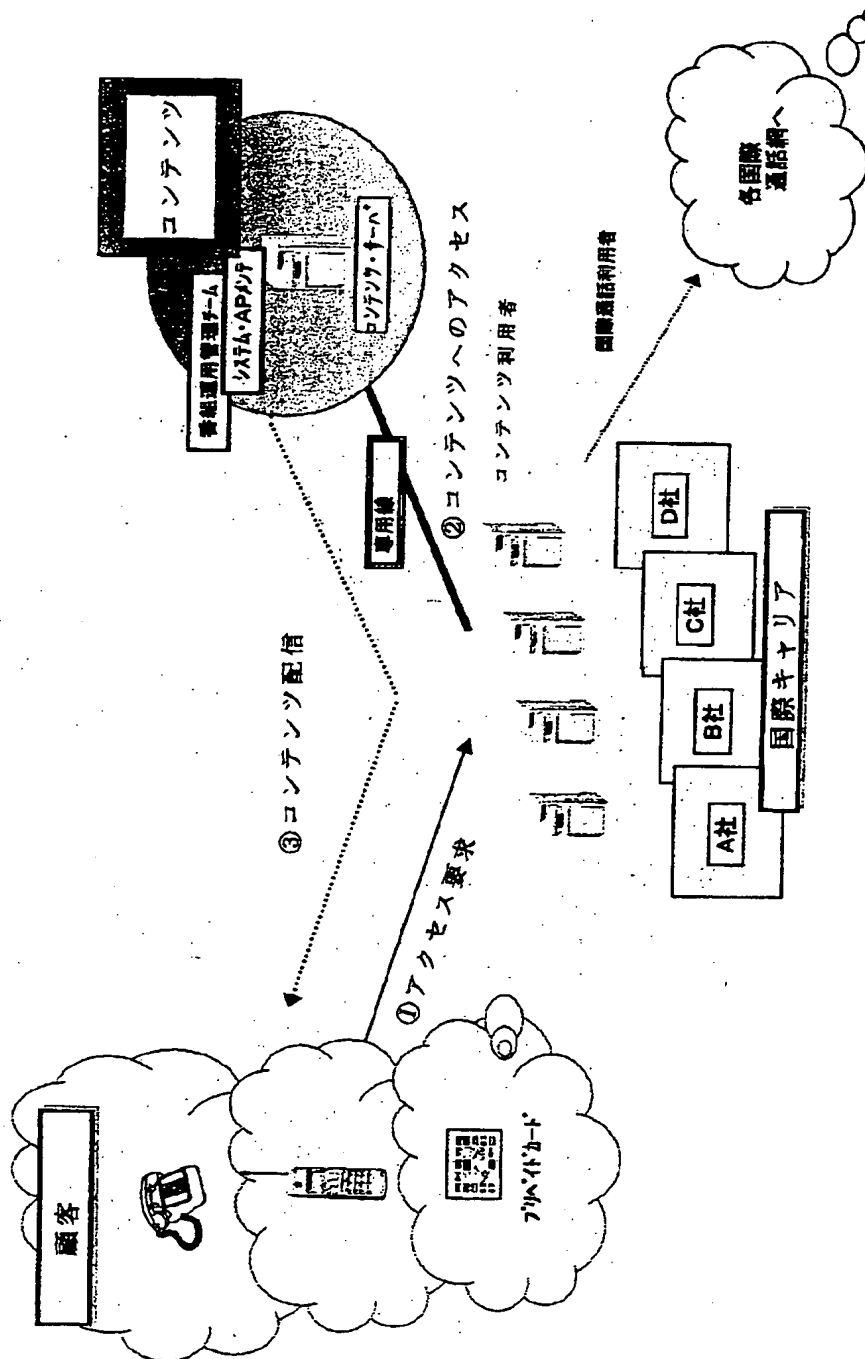 顧客
プリペイドカード
①アクセス要求
③コンテンツ配信
番組運用管理チーム
システム・APメンテ
コンテンツ
コンテンツ・サーバ
専用線
②コンテンツへのアクセス
コンテンツ利用者
国際通話利用者
各国際
通話網へ
A社
B社
C社
D社
国際キャリア